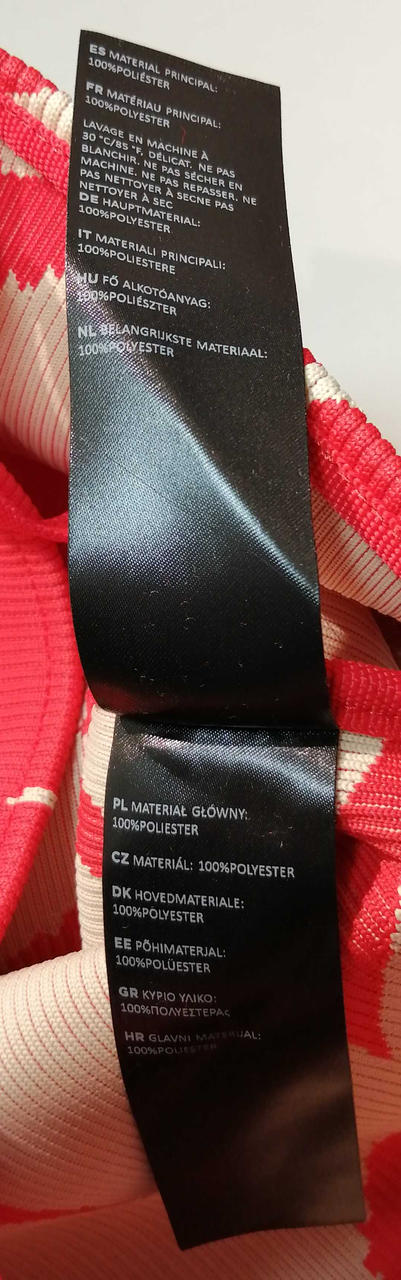 ES MATERIAL PRINCIPAL:
100%POLIÉSTER
FR MATÉRIAU PRINCIPAL:
100%POLYESTER
LAVAGE EN MACHINE À
30 °C/85 °F, DÉLICAT. NE PAS
BLANCHIR. NE PAS SÉCHER EN
MACHINE. NE PAS REPASSER. NE
PAS NETTOYER À SECNE PAS
NETTOYER À SEC
DE HAUPTMATERIAL:
100%POLYESTER
IT MATERIALI PRINCIPALI:
100%POLIESTERE
HU FŐ ALKOTÓANYAG:
100%POLIÉSZTER
NL BELANGRIJKSTE MATERIAAL:
100%POLYESTER
PL MATERIAŁ GŁÓWNY:
100%POLIESTER
CZ MATERIÁL: 100%POLYESTER
DK HOVEDMATERIALE:
100%POLYESTER
EE PÕHIMATERJAL:
100%POLÜESTER
GR ΚΥΡΙΟ ΥΛΙΚΟ:
100%ΠΟΛΥΕΣΤΕΡΑΣ
HR GLAVNI MATERIJAL:
100%POLIESTER